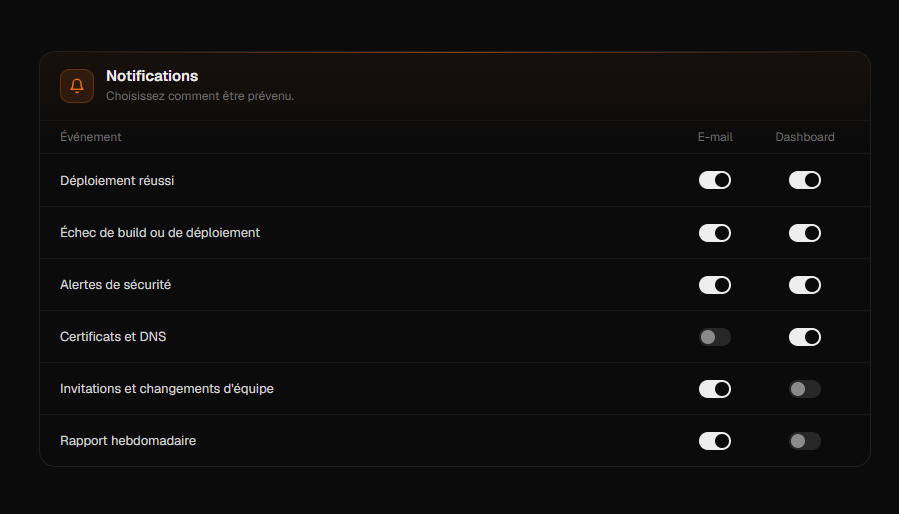 Notifications
Choisissez comment être prévenu.
Événement E-mail Dashboard
Déploiement réussi
Échec de build ou de déploiement
Alertes de sécurité
Certificats et DNS
Invitations et changements d'équipe
Rapport hebdomadaire